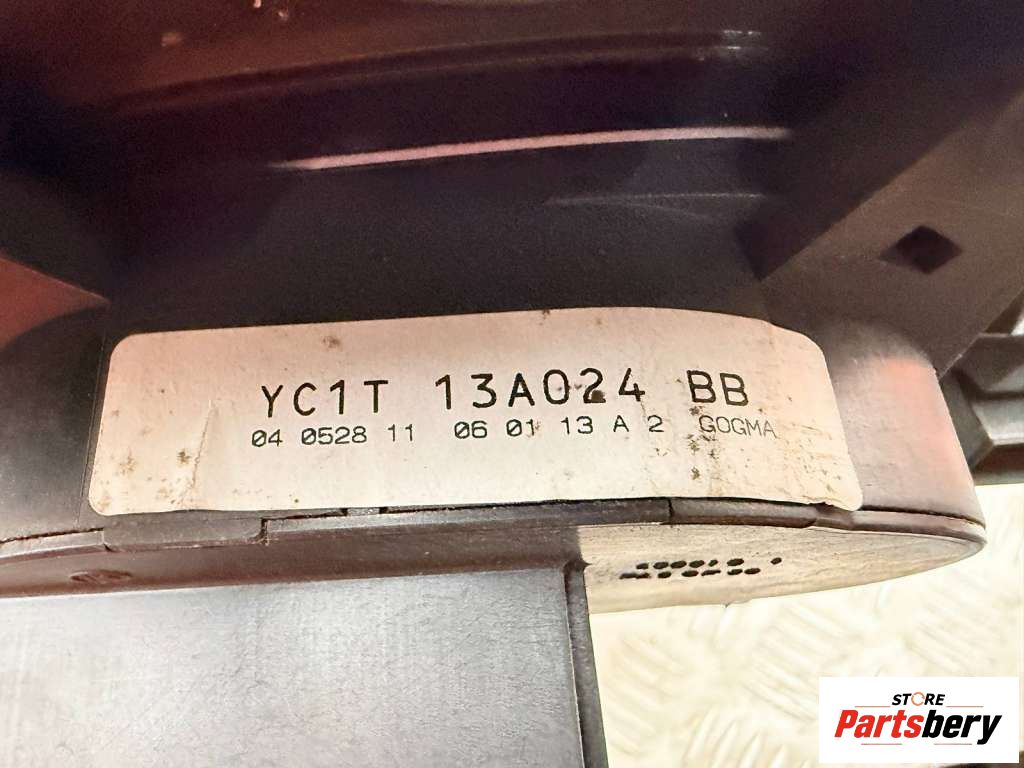 YC1T 13A024 BB
04 0528 11 06 01 13 A 2 GOGMA
STORE
Partsbery